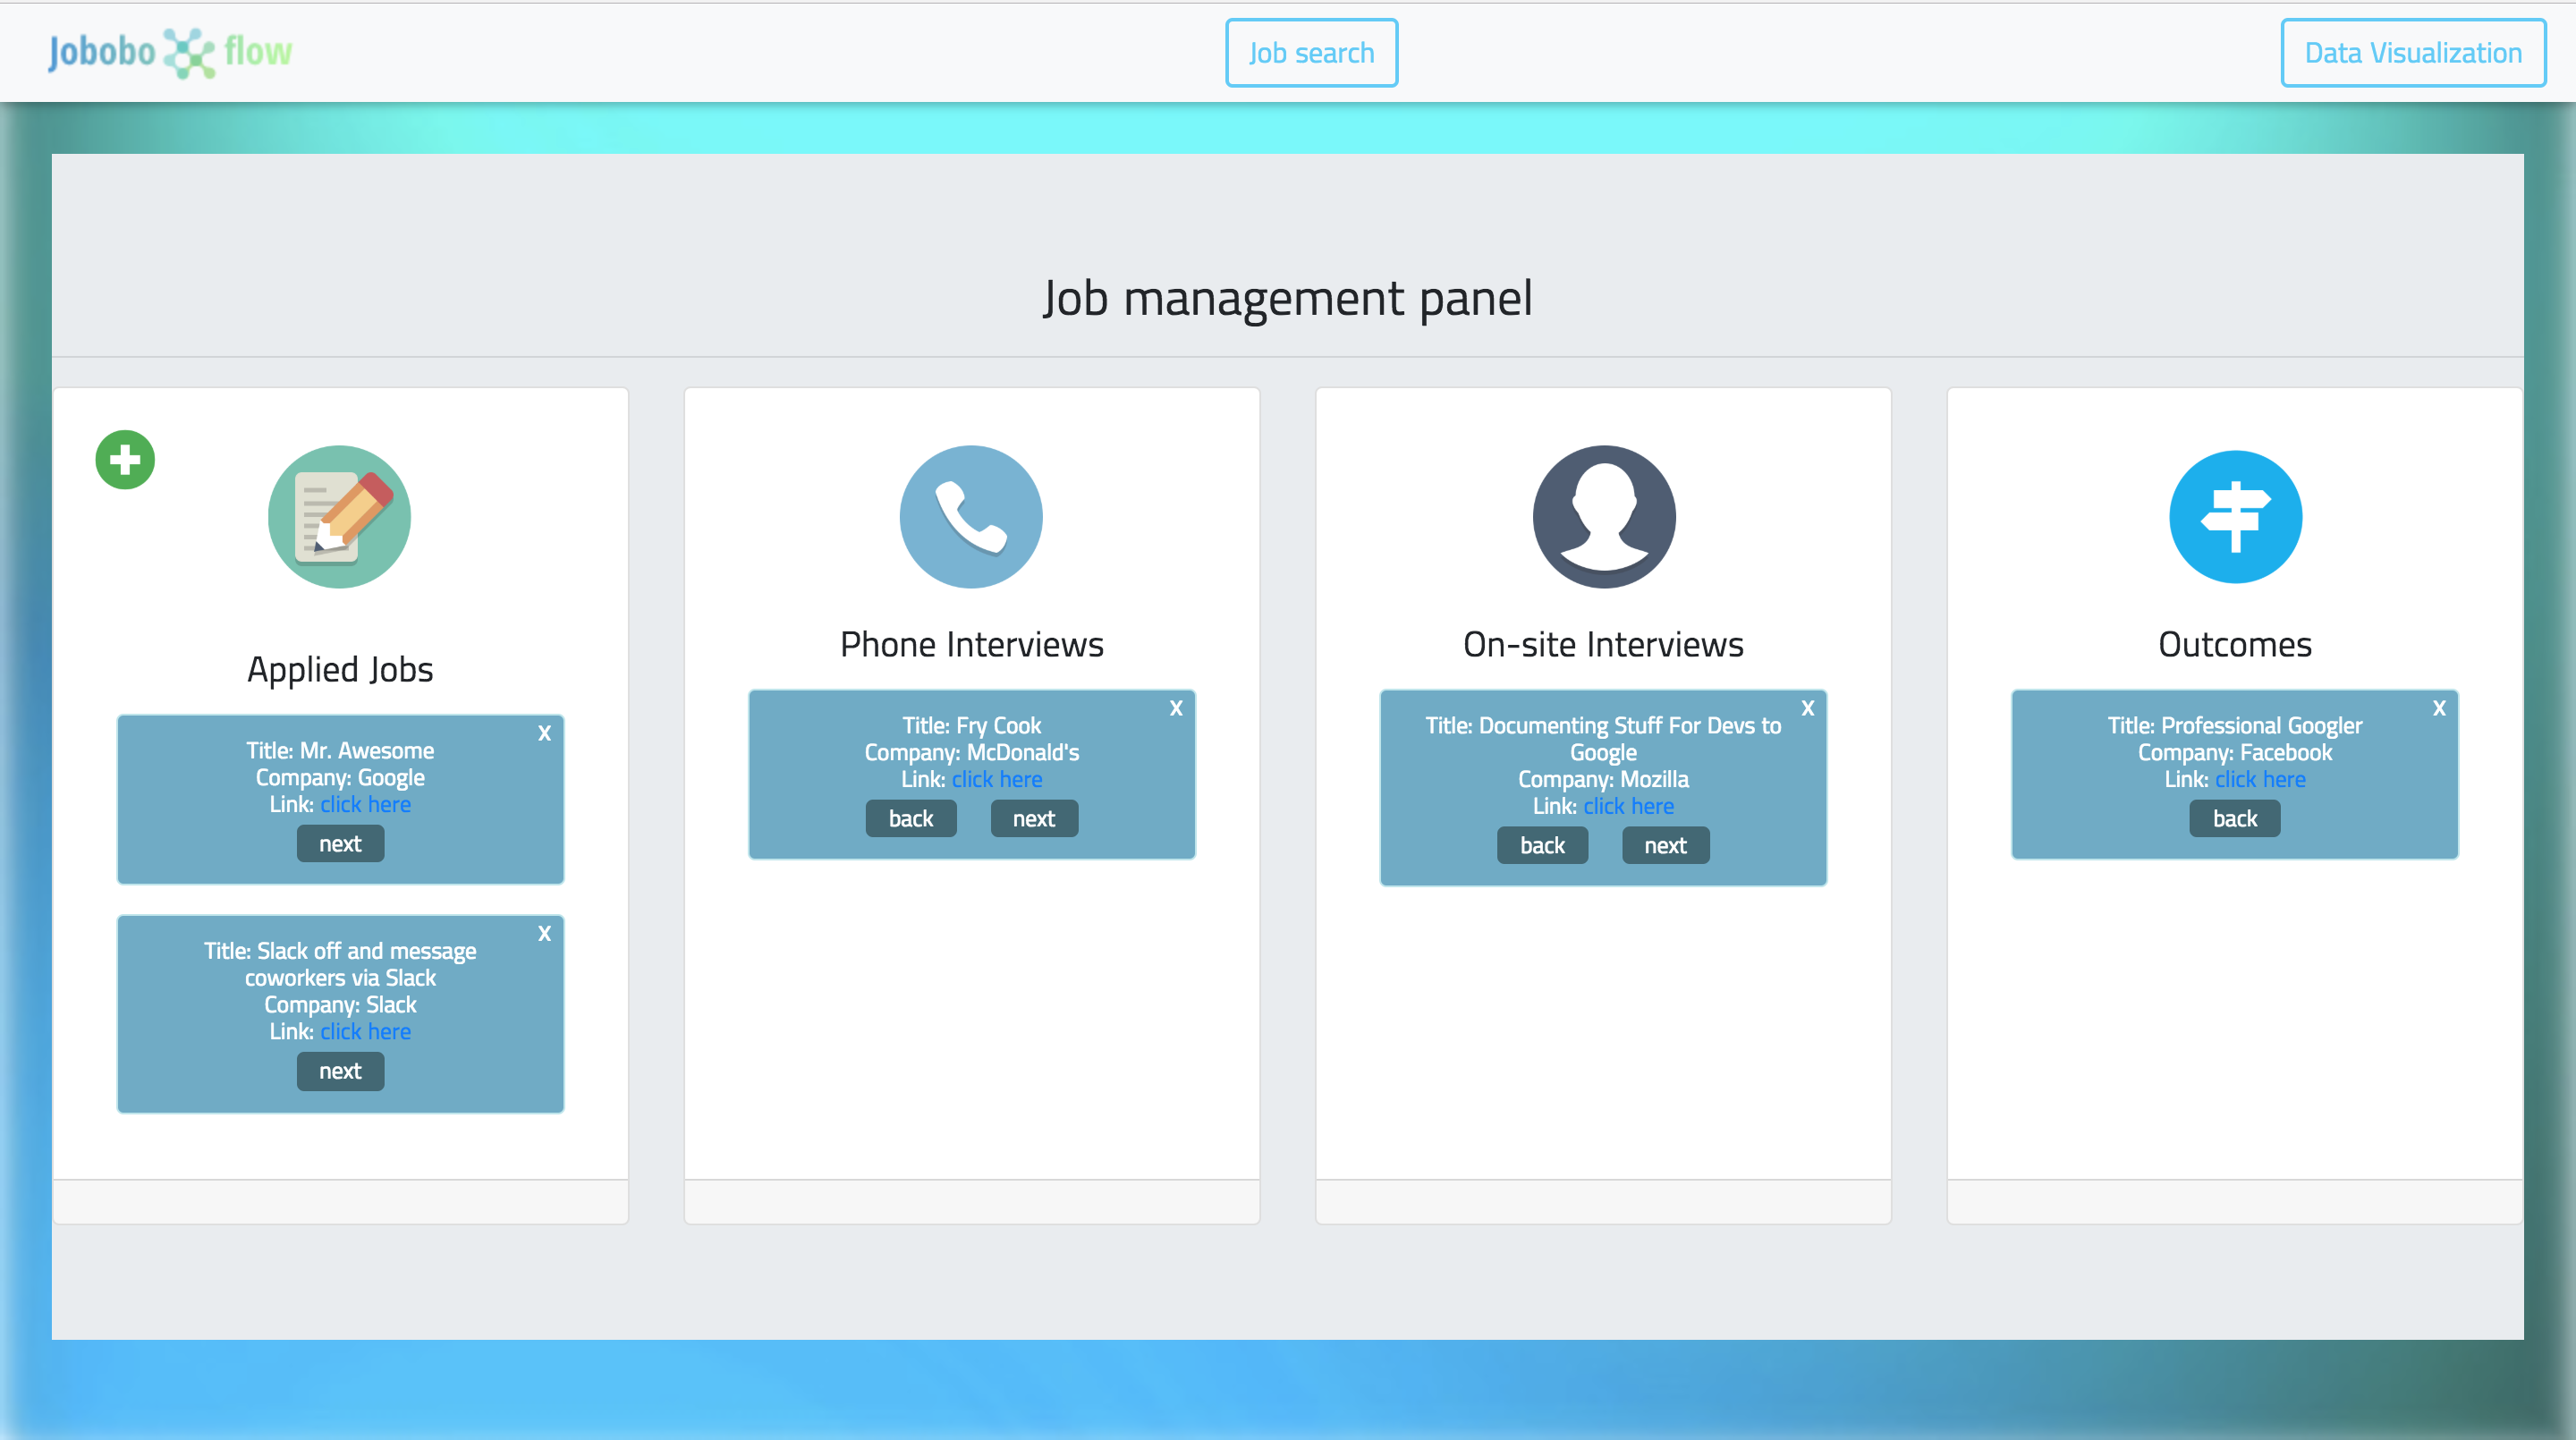 Jobobo flow
Job search
Data Visualization
Job management panel
Applied Jobs
Title: Mr. Awesome
Company: Google
Link: click here
next
X
Title: Slack off and message
coworkers via Slack
Company: Slack
Link: click here
next
X
Phone Interviews
Title: Fry Cook
Company: McDonald's
Link: click here
back next
X
On-site Interviews
Title: Documenting Stuff For Devs to
Google
Company: Mozilla
Link: click here
back next
X
Outcomes
Title: Professional Googler
Company: Facebook
Link: click here
back
X